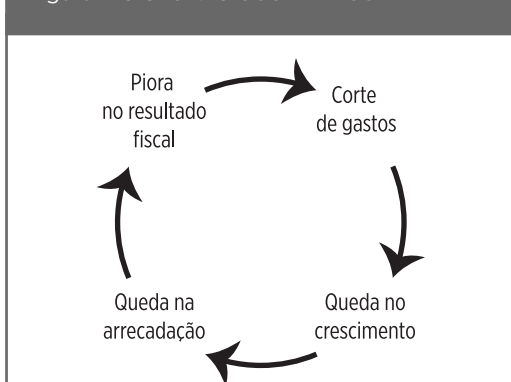 Piora
no resultado
fiscal
Corte
de gastos
Queda no
crescimento
Queda na
arrecadação